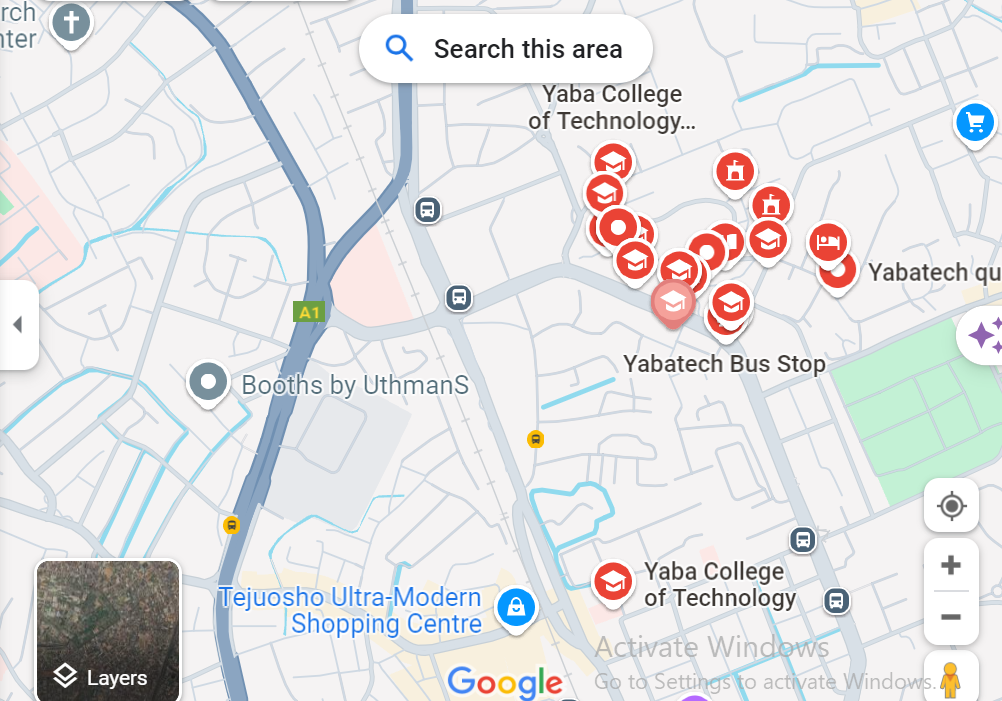 rch
nter
Search this area
Yaba College
of Technology...
Yabatech qu
A1
Yabatech Bus Stop
Booths by UthmanS
Yaba College
of Technology
Tejuosho Ultra-Modern
Shopping Centre
Layers
Google
Activate Windows
Go to Settings to activate Windows.